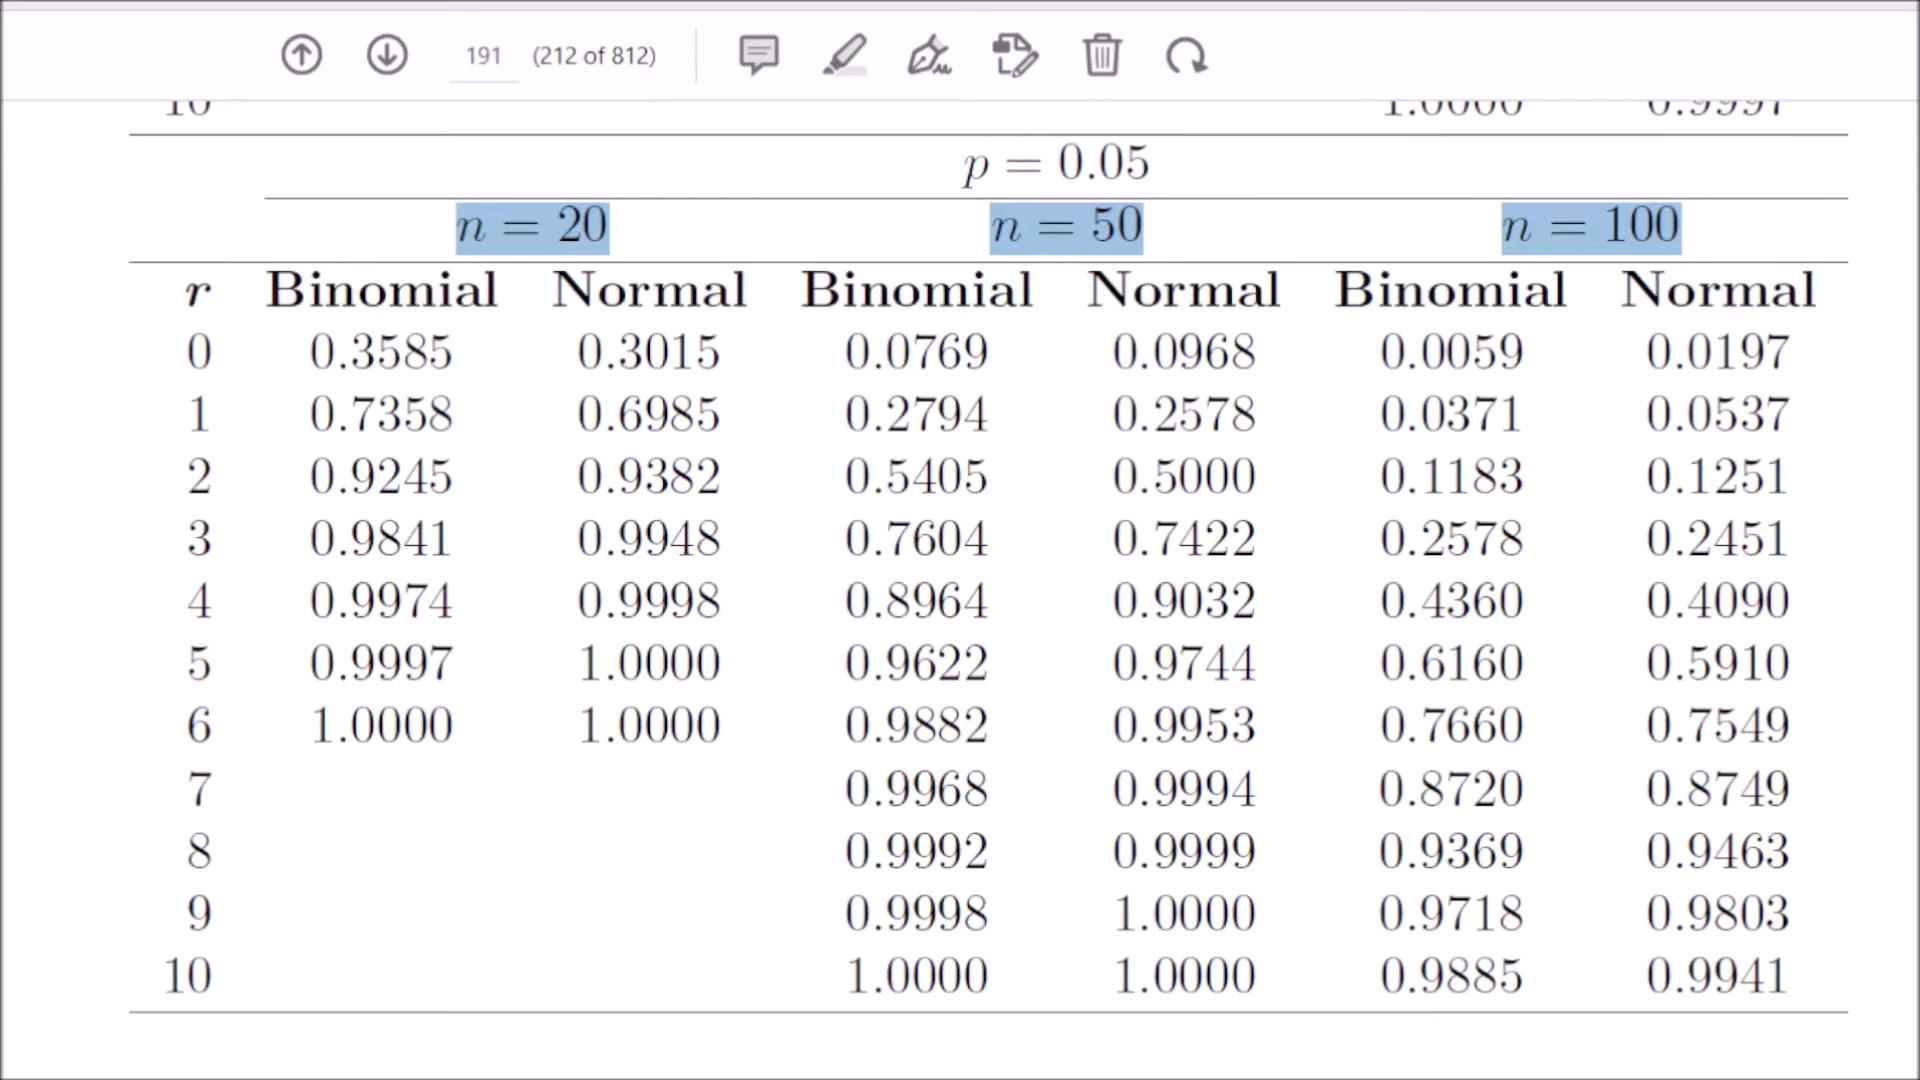 191 (212 of 812)
10 1.0000 0.9997
p = 0.05
n = 20 n = 50 n = 100
r Binomial Normal Binomial Normal Binomial Normal
0 0.3585 0.3015 0.0769 0.0968 0.0059 0.0197
1 0.7358 0.6985 0.2794 0.2578 0.0371 0.0537
2 0.9245 0.9382 0.5405 0.5000 0.1183 0.1251
3 0.9841 0.9948 0.7604 0.7422 0.2578 0.2451
4 0.9974 0.9998 0.8964 0.9032 0.4360 0.4090
5 0.9997 1.0000 0.9622 0.9744 0.6160 0.5910
6 1.0000 1.0000 0.9882 0.9953 0.7660 0.7549
7 0.9968 0.9994 0.8720 0.8749
8 0.9992 0.9999 0.9369 0.9463
9 0.9998 1.0000 0.9718 0.9803
10 1.0000 1.0000 0.9885 0.9941